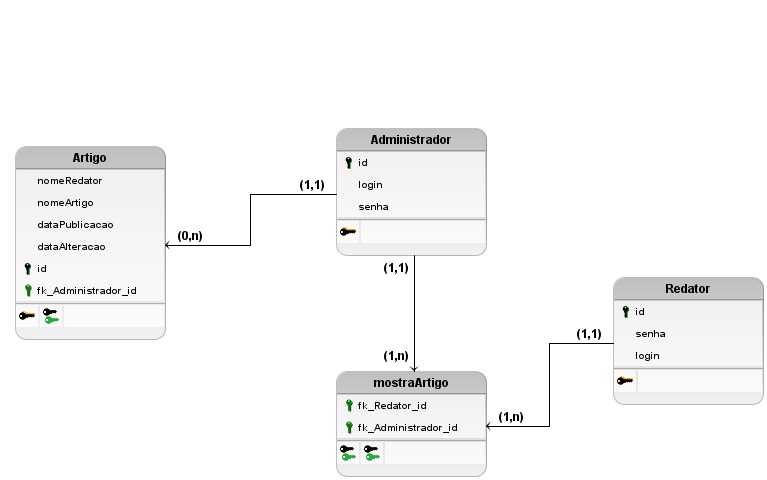 Artigo
nomeRedator
nomeArtigo
dataPublicacao
dataAlteracao
id
fk_Administrador_id
(0,n)
(1,1)
Administrador
id
login
senha
(1,1)
(1,n)
mostraArtigo
fk_Redator_id
fk_Administrador_id
(1,n)
(1,1)
Redator
id
senha
login